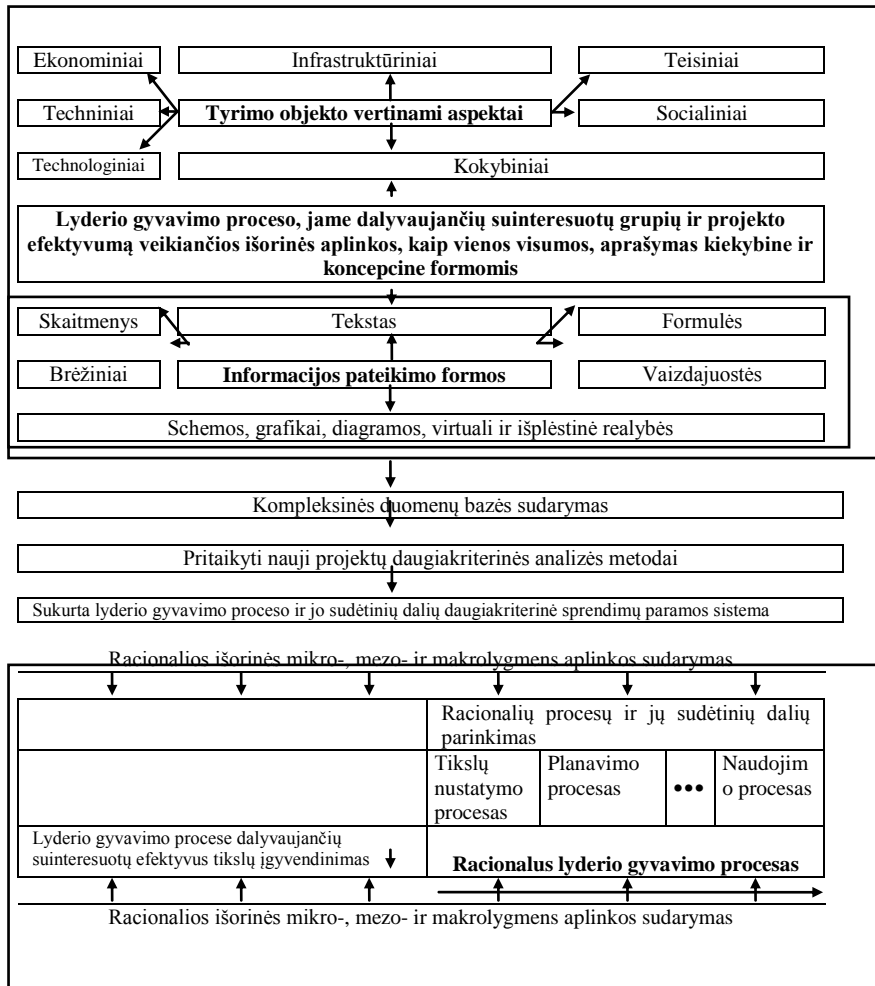 Ekonominiai
Infrastruktūriniai
Teisiniai
Techniniai
Tyrimo objekto vertinami aspektai
Socialiniai
Technologiniai
Kokybiniai
Lyderio gyvavimo proceso, jame dalyvaujančių suinteresuotų grupių ir projekto
efektyvumą veikiančios išorinės aplinkos, kaip vienos visumos, aprašymas kiekybine ir
koncepcine formomis
Skaitmenys
Tekstas
Formulės
Brėžiniai
Informacijos pateikimo formos
Vaizdajuostės
Schemos, grafikai, diagramos, virtuali ir išplėstinė realybės
Kompleksinės duomenų bazės sudarymas
Pritaikyti nauji projektų daugiakriterinės analizės metodai
Sukurta lyderio gyvavimo proceso ir jo sudėtinių dalių daugiakriterinė sprendimų paramos sistema
Racionalios išorinės mikro-, mezo- ir makrolygmens aplinkos sudarymas
Racionalių procesų ir jų sudėtinių dalių
parinkimas
Tikslų
nustatymo
procesas
Planavimo
procesas
•••
Naudojim
o procesas
Lyderio gyvavimo procese dalyvaujančių
suinteresuotų efektyvus tikslų įgyvendinimas
Racionalus lyderio gyvavimo procesas
Racionalios išorinės mikro-, mezo- ir makrolygmens aplinkos sudarymas